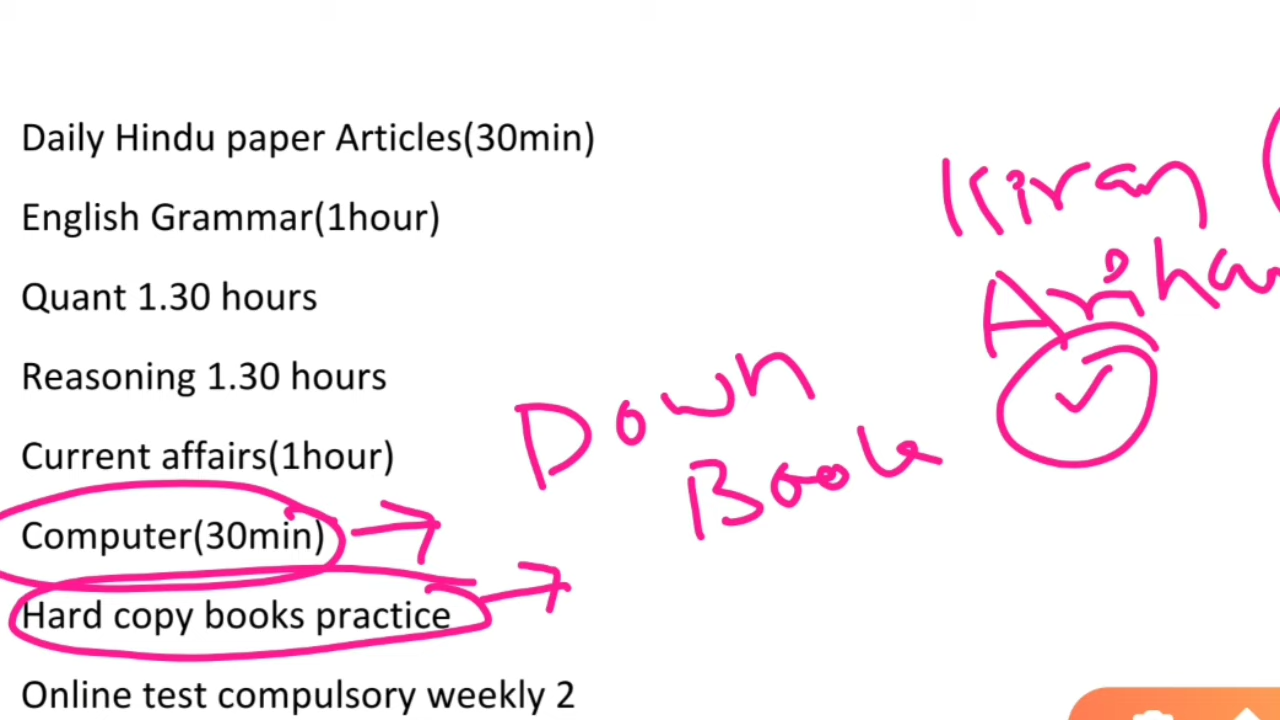 Daily Hindu paper Articles(30min)
English Grammar(1hour)
Quant 1.30 hours
Reasoning 1.30 hours
Current affairs(1hour)
Computer(30min)
Hard copy books practice
Online test compulsory weekly 2
Kiran
Arihan
Down
Book